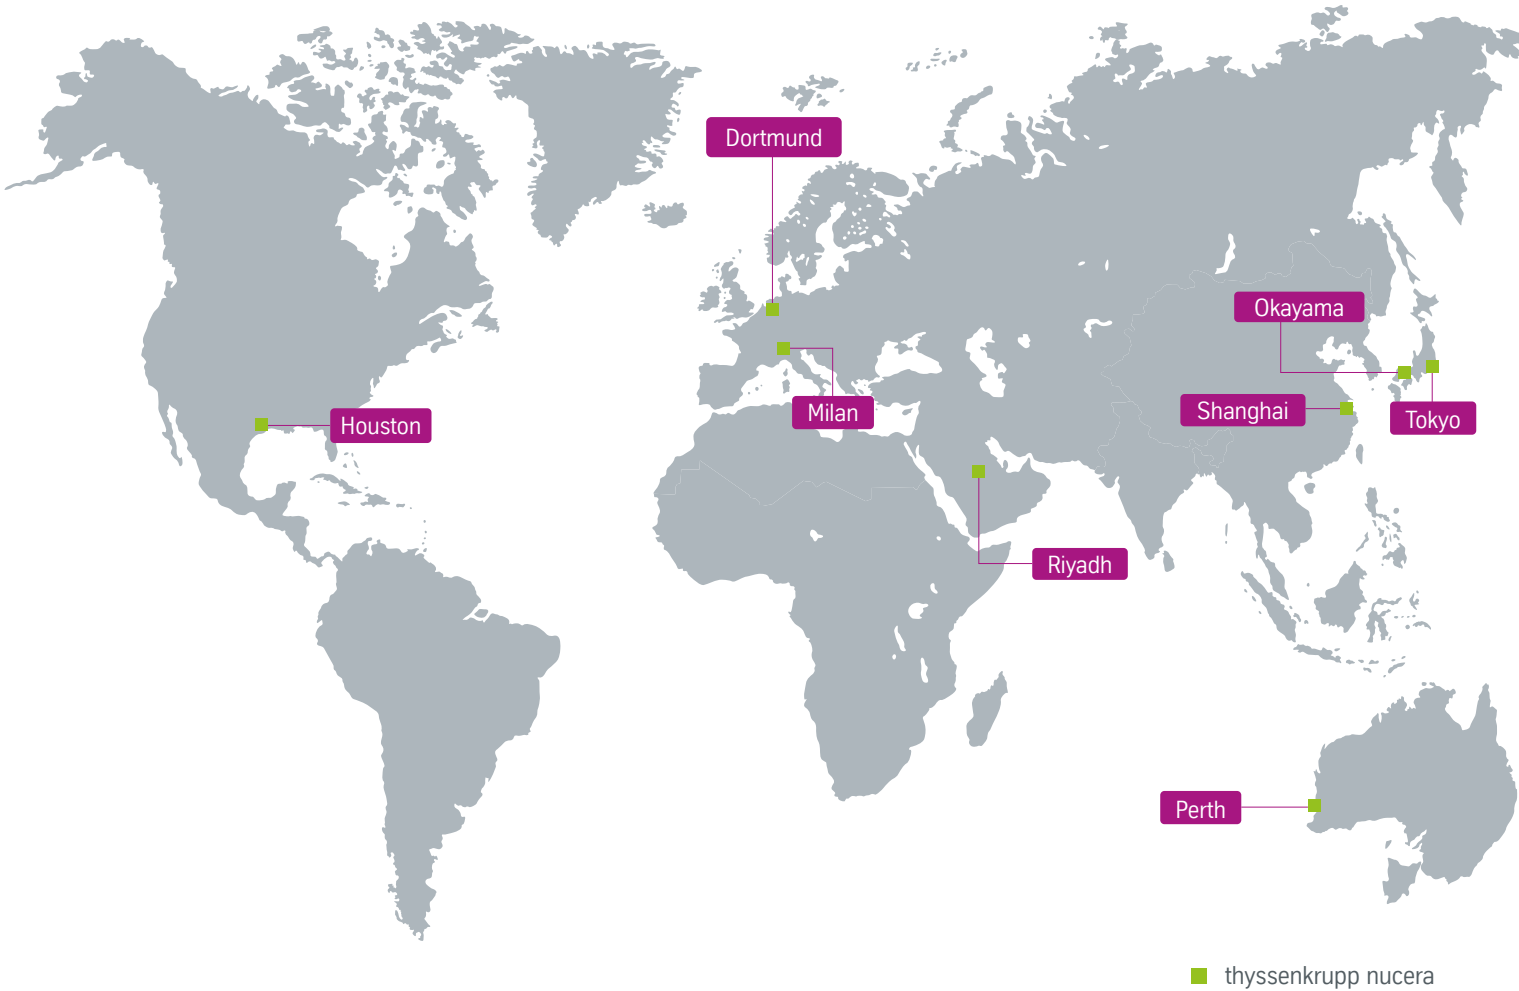 Dortmund
Okayama
Milan
Shanghai
Tokyo
Houston
Riyadh
Perth
thyssenkrupp nucera